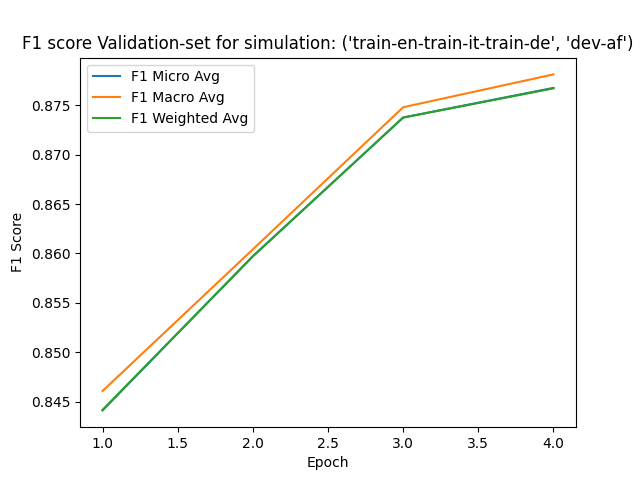 F1 score Validation-set for simulation: ('train-en-train-it-train-de', 'dev-af')
F1 Micro Avg
F1 Macro Avg
F1 Weighted Avg
0.875
0.870
0.865
0.860
0.855
0.850
0.845
F1 Score
1.0 1.5 2.0 2.5 3.0 3.5 4.0
Epoch